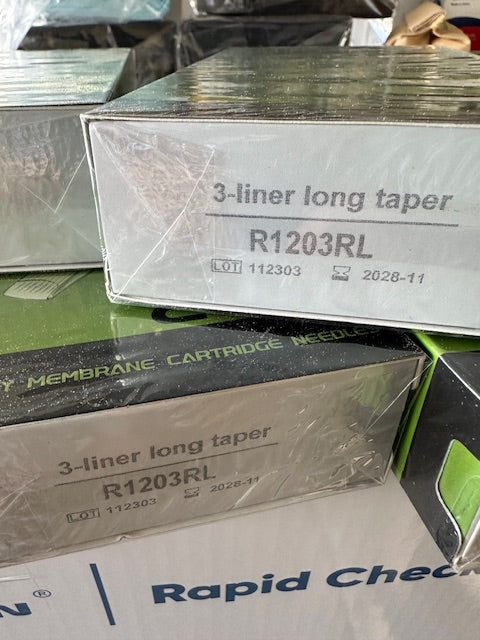 3-liner long taper
R1203RL
LOT 112303 2028-11
MEMBRANE CARTRIDGE NEEDLE
3-liner long taper
R1203RL
LOT 112303 2028-11
® Rapid